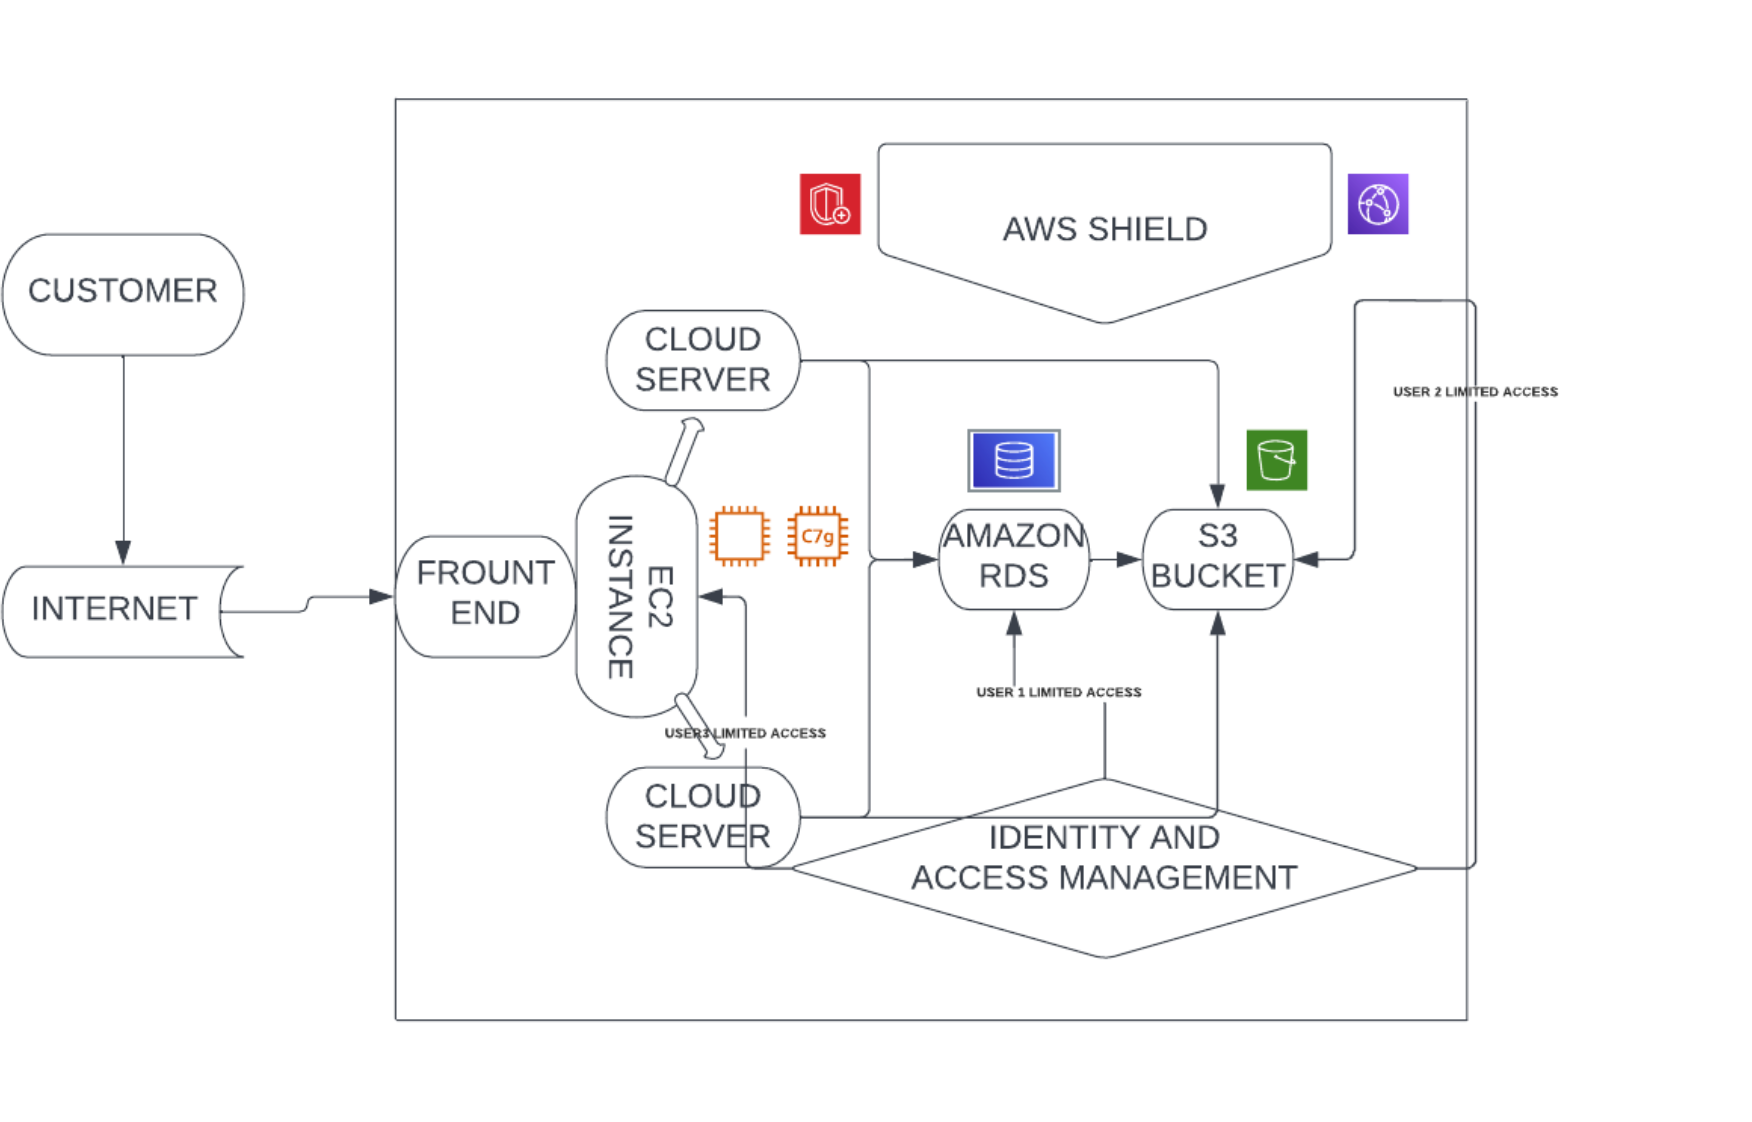 CUSTOMER
INTERNET
FROUNT
END
EC2
INSTANCE
CLOUD
SERVER
C7g
AWS SHIELD
USER 2 LIMITED ACCESS
AMAZON
RDS
S3
BUCKET
USER 1 LIMITED ACCESS
USER3 LIMITED ACCESS
CLOUD
SERVER
IDENTITY AND
ACCESS MANAGEMENT